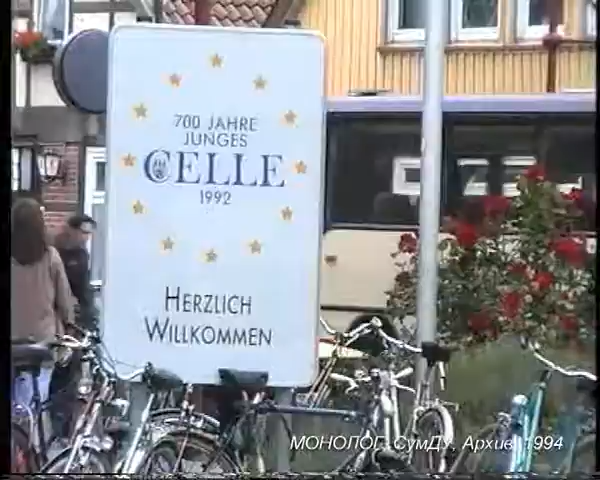 700 JAHRE
JUNGES
CELLE
1992
HERZLICH
WILLKOMMEN
МОНОЛОГ. СумДУ, Архив, 1994